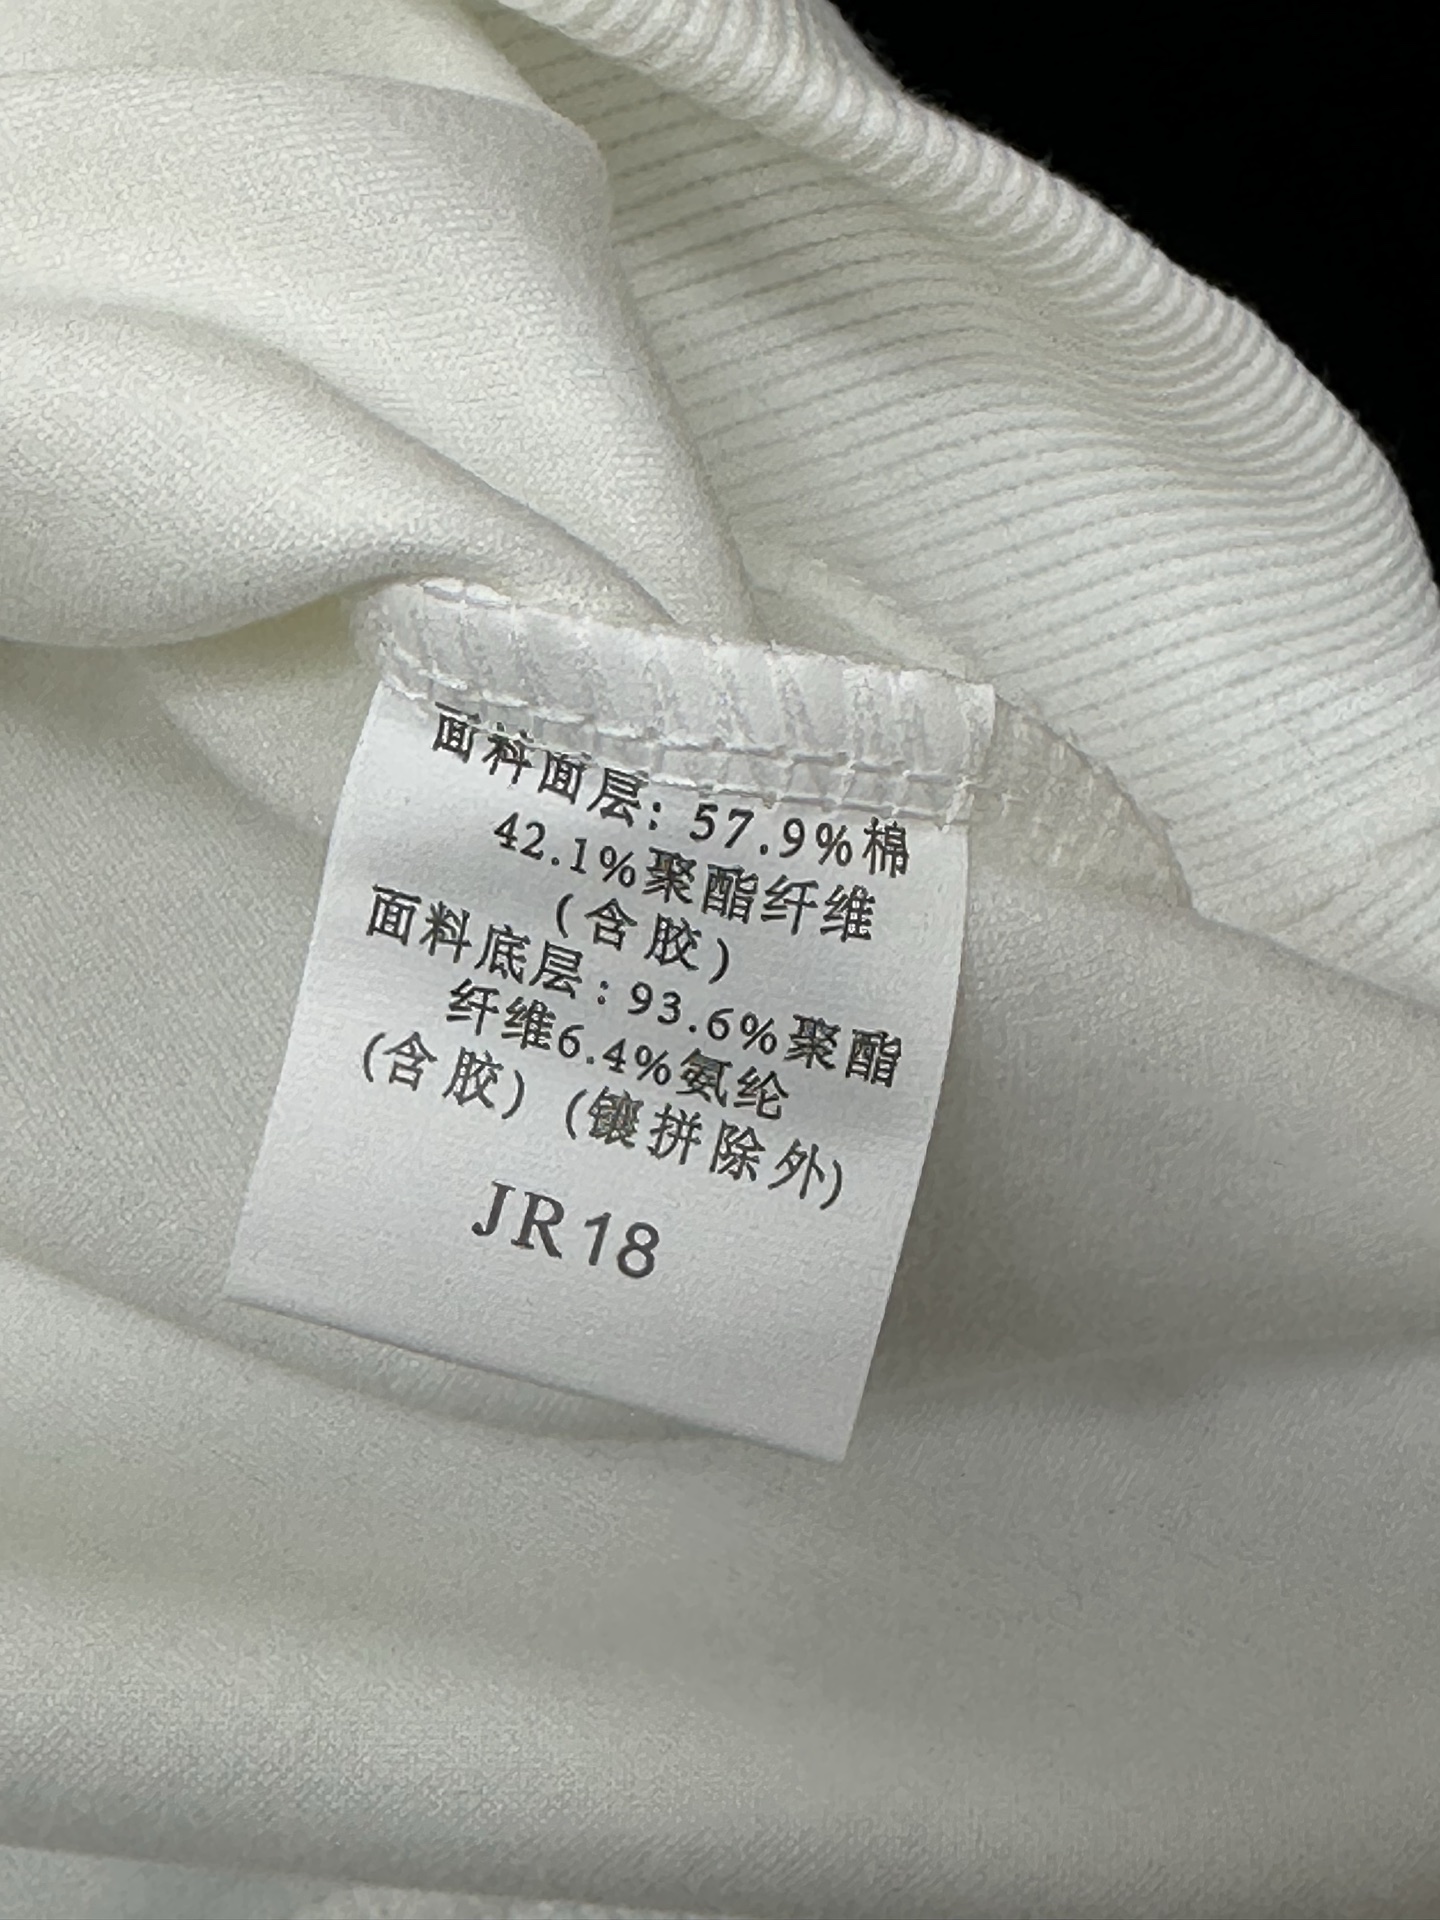 面料面层: 57.9%棉
42.1%聚酯纤维
(含胶)
面料底层: 93.6%聚酯
纤维6.4%氨纶
(含胶) (镶拼除外)
JR18